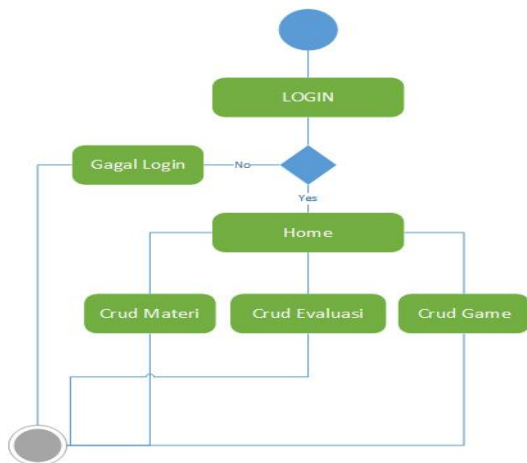 LOGIN
Gagal Login
No
Yes
Home
Crud Materi
Crud Evaluasi
Crud Game